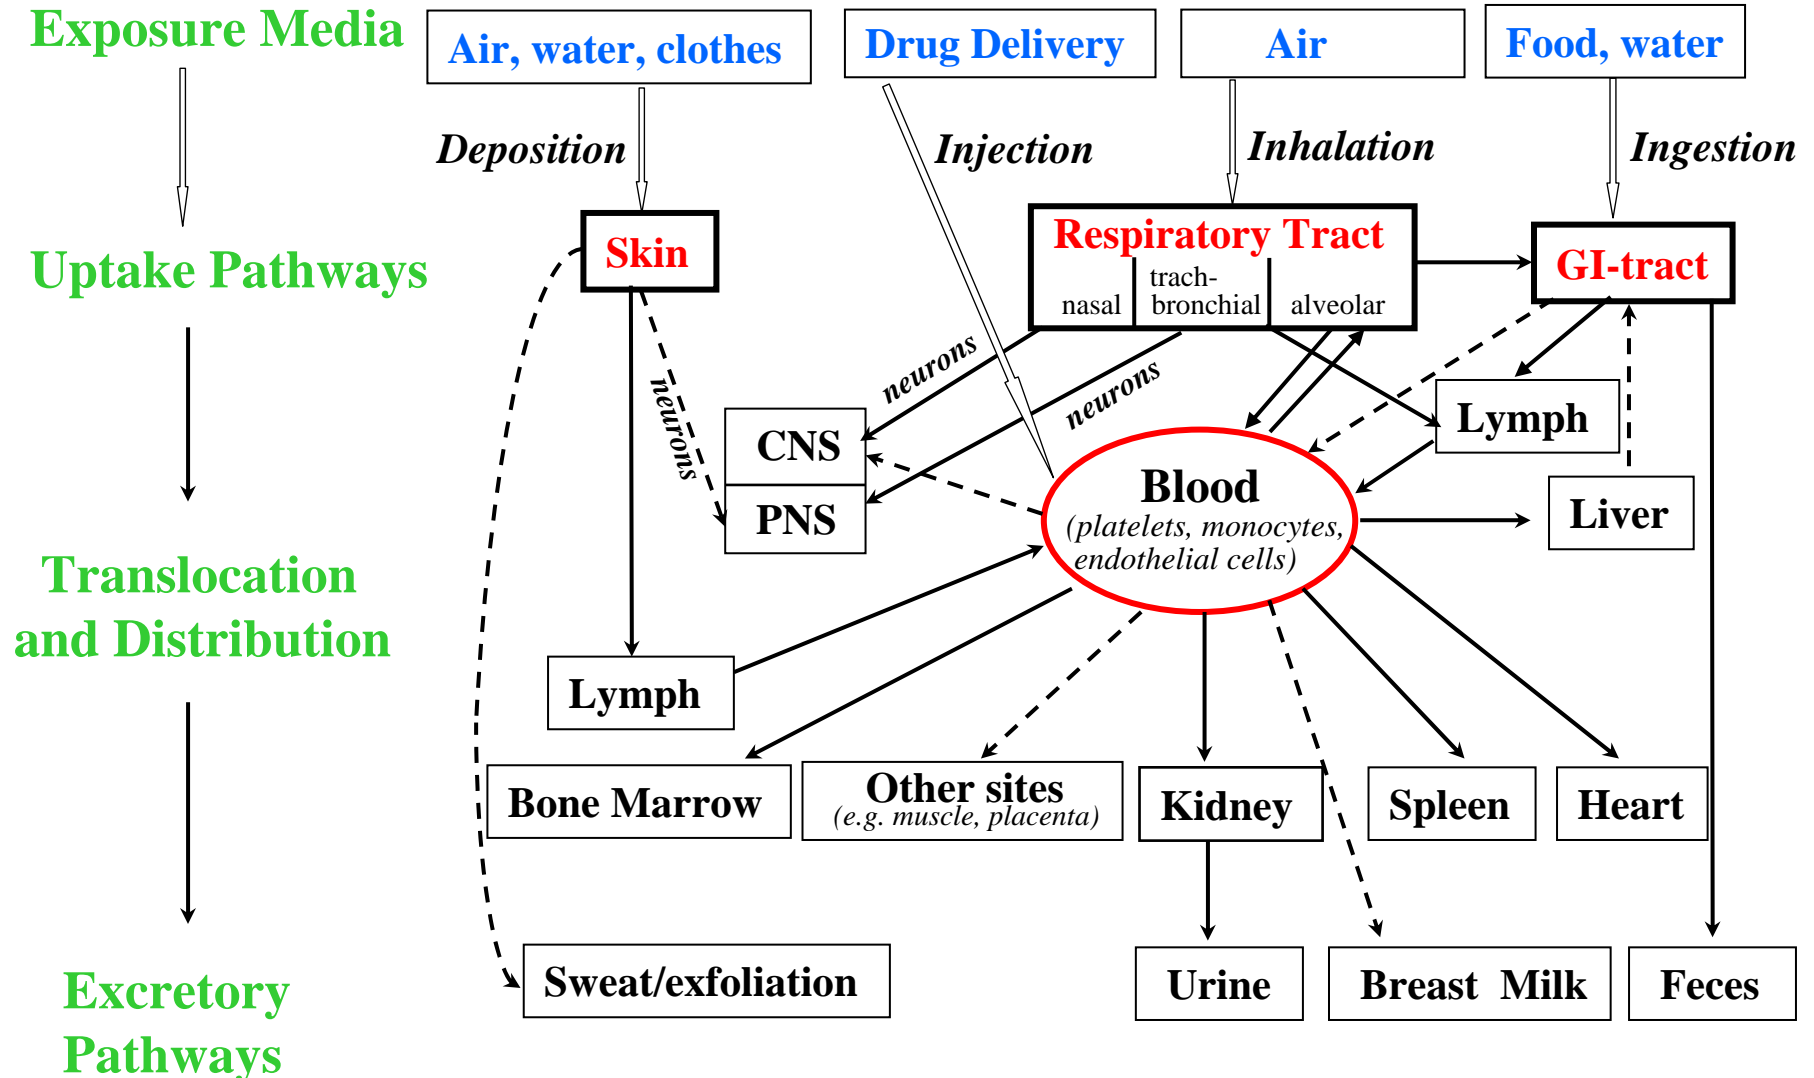 Exposure Media
Air, water, clothes
Drug Delivery
Air
Food, water
Deposition
Injection
Inhalation
Ingestion
Uptake Pathways
Skin
Respiratory Tract
nasal
trach-
bronchial
alveolar
GI-tract
neurons
neurons
neurons
CNS
PNS
Lymph
Blood
(platelets, monocytes,
endothelial cells)
Liver
Translocation
and Distribution
Lymph
Bone Marrow
Other sites
(e.g. muscle, placenta)
Kidney
Spleen
Heart
Excretory
Pathways
Sweat/exfoliation
Urine
Breast Milk
Feces